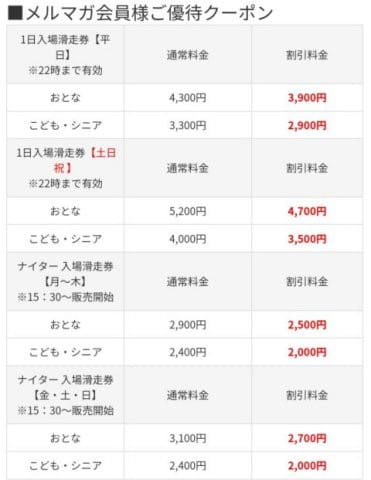 ■メルマガ会員様ご優待クーポン
1日入場滑走券【平
日】
※22時まで有効
通常料金
割引料金
おとな
4,300円
3,900円
こども・シニア
3,300円
2,900円
1日入場滑走券【土日
祝】
※22時まで有効
通常料金
割引料金
おとな
5,200円
4,700円
こども・シニア
4,000円
3,500円
ナイター 入場滑走券
【月～木】
※15：30～販売開始
通常料金
割引料金
おとな
2,900円
2,500円
こども・シニア
2,400円
2,000円
ナイター 入場滑走券
【金・土・日】
※15：30～販売開始
通常料金
割引料金
おとな
3,100円
2,700円
こども・シニア
2,400円
2,000円